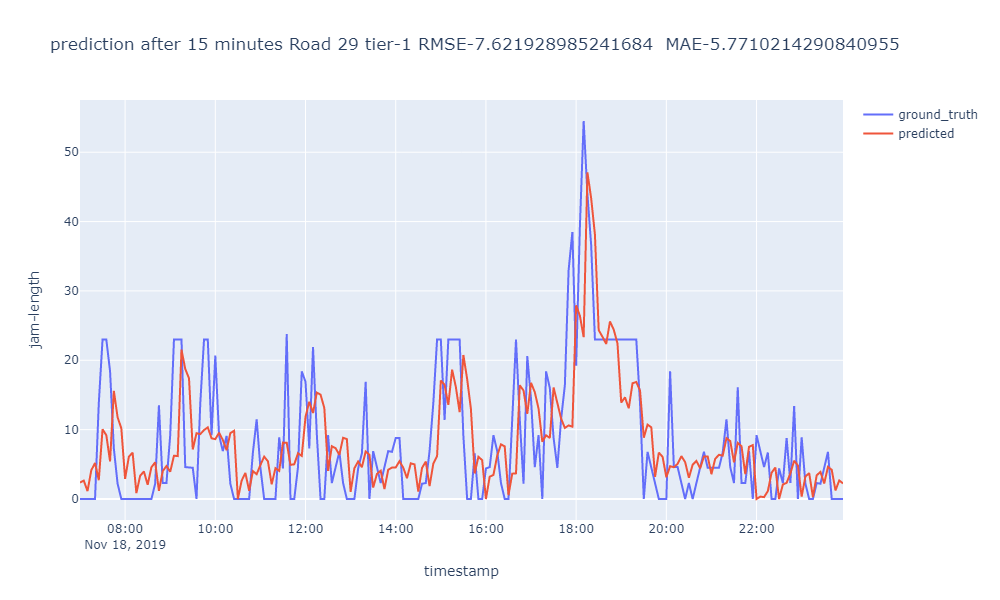 prediction after 15 minutes Road 29 tier-1 RMSE-7.621928985241684  MAE-5.7710214290840955
ground_truth
predicted
50
40
30
20
10
0
jam-length
08:00 10:00 12:00 14:00 16:00 18:00 20:00 22:00
Nov 18, 2019
timestamp